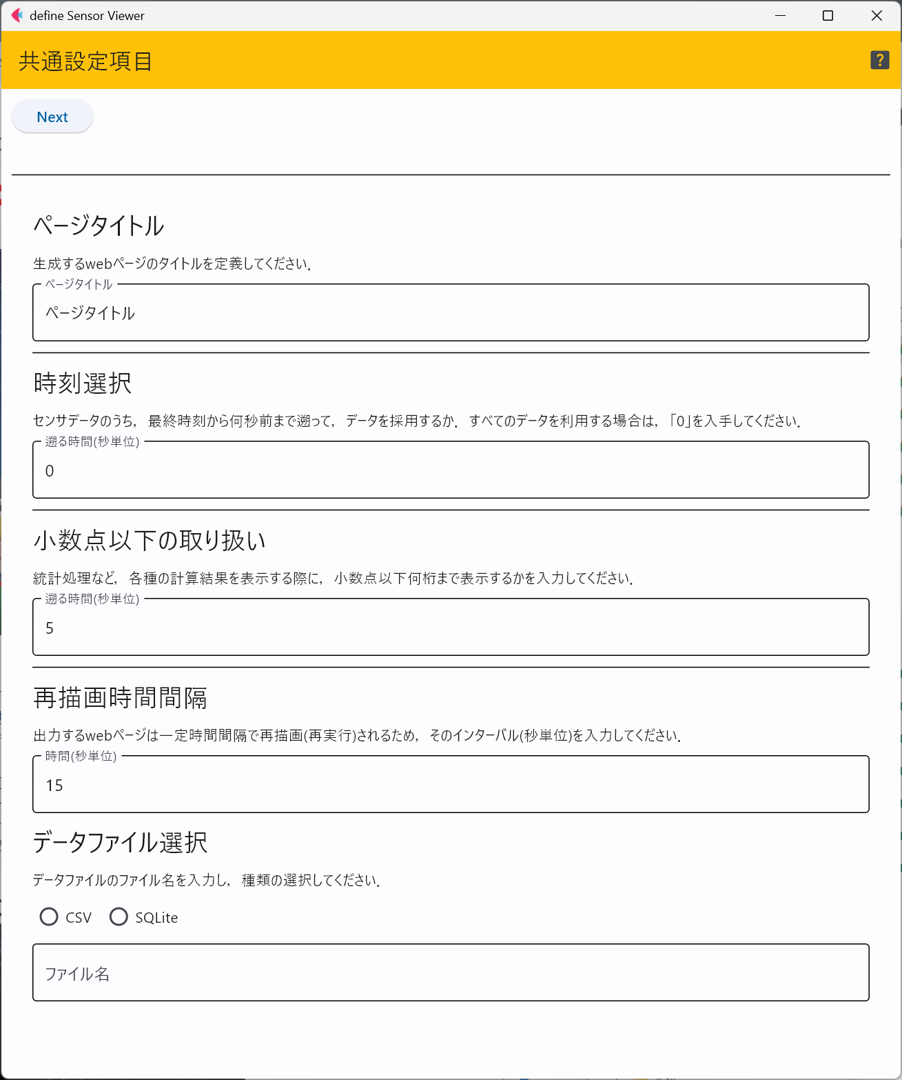 define Sensor Viewer
共通設定項目
?
Next
ページタイトル
生成するwebページのタイトルを定義してください．
ページタイトル
ページタイトル
時刻選択
センサデータのうち，最終時刻から何秒前まで遡って，データを採用するか．すべてのデータを利用する場合は，「0」を入手してください．
遡る時間(秒単位)
0
小数点以下の取り扱い
統計処理など，各種の計算結果を表示する際に，小数点以下何桁まで表示するかを入力してください．
遡る時間(秒単位)
5
再描画時間間隔
出力するwebページは一定時間間隔で再描画(再実行)されるため，そのインターバル(秒単位)を入力してください．
時間(秒単位)
15
データファイル選択
データファイルのファイル名を入力し，種類の選択してください．
CSV SQLite
ファイル名